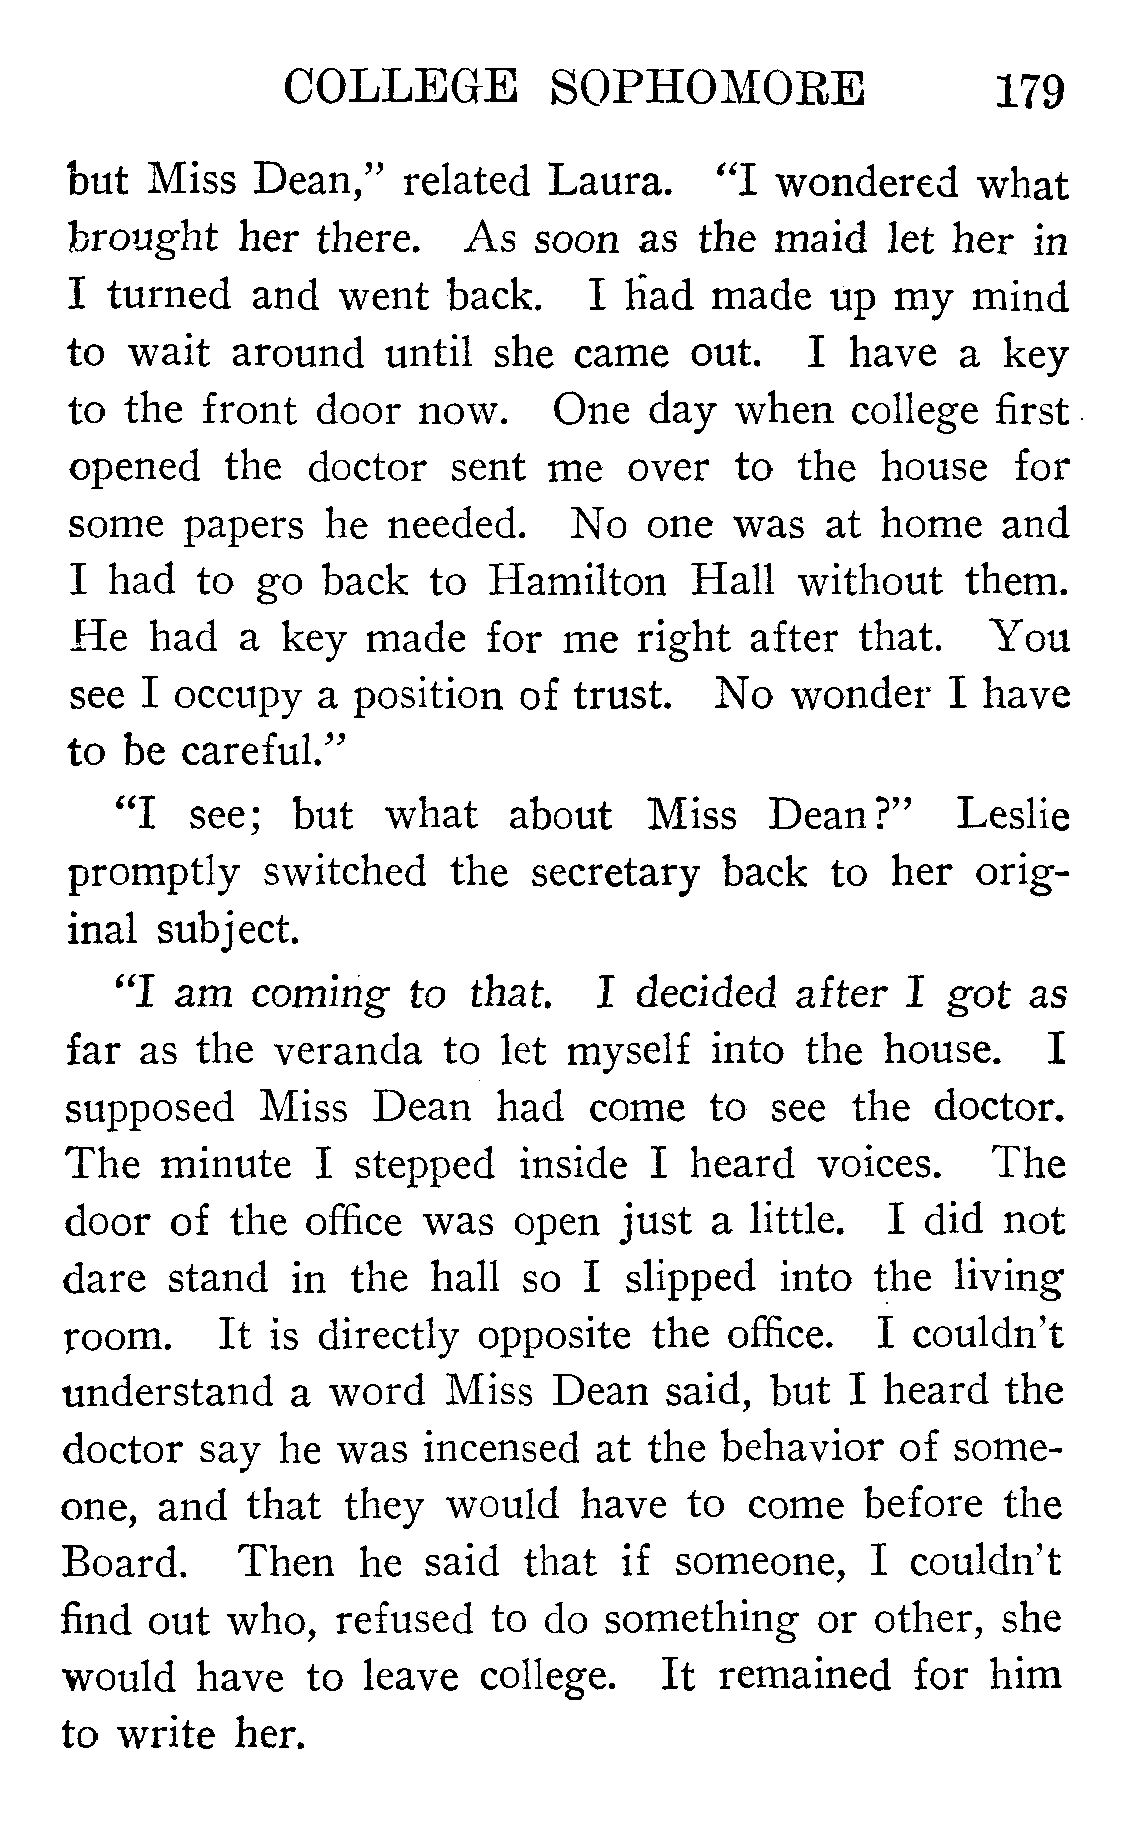 COLLEGE SOPHOMORE 179
but Miss Dean,” related Laura. “I wondered what
brought her there. As soon as the maid let her in
I turned and went back. I had made up my mind
to wait around until she came out. I have a key
to the front door now. One day when college first
opened the doctor sent me over to the house for
some papers he needed. No one was at home and
I had to go back to Hamilton Hall without them.
He had a key made for me right after that. You
see I occupy a position of trust. No wonder I have
to be careful.”
“I see; but what about Miss Dean?” Leslie
promptly switched the secretary back to her orig-
inal subject.
“I am coming to that. I decided after I got as
far as the veranda to let myself into the house. I
supposed Miss Dean had come to see the doctor.
The minute I stepped inside I heard voices. The
door of the office was open just a little. I did not
dare stand in the hall so I slipped into the living
room. It is directly opposite the office. I couldn’t
understand a word Miss Dean said, but I heard the
doctor say he was incensed at the behavior of some-
one, and that they would have to come before the
Board. Then he said that if someone, I couldn’t
find out who, refused to do something or other, she
would have to leave college. It remained for him
to write her.